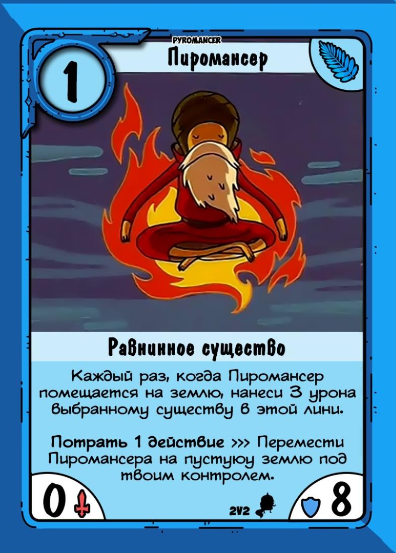 PYROMANCER
1
Пиромансер
Равнинное существо
Каждый раз, когда Пиромансер
помещается на землю, нанеси 3 урона
выбранному существу в этой лини.
Потрать 1 действие >>> Перемести
Пиромансера на пустуюу землю под
твоим контролем.
0
2V2
8